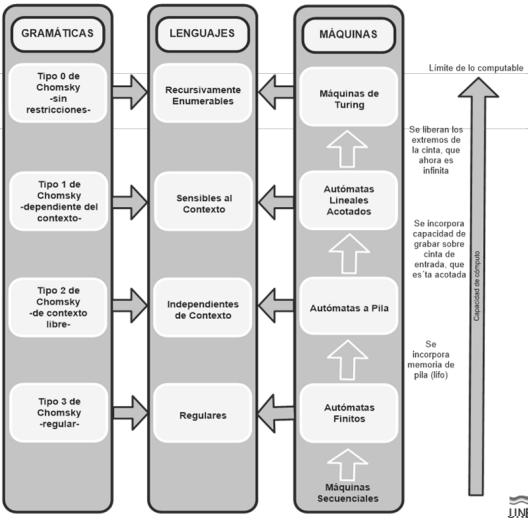 GRAMÁTICAS
LENGUAJES
MÁQUINAS
Límite de lo computable
Tipo 0 de
Chomsky
-sin
restricciones-
Recursivamente
Enumerables
Máquinas de
Turing
Se liberan los
extremos de
la cinta, que
ahora es
infinita
Tipo 1 de
Chomsky
-dependiente del
contexto-
Sensibles al
Contexto
Autómatas
Lineales
Acotados
Se incorpora
capacidad de
grabar sobre
cinta de
entrada, que
es´ta acotada
Capacidad de cómputo
Tipo 2 de
Chomsky
-de contexto
libre-
Independientes
de Contexto
Autómatas a Pila
Se
incorpora
memoria de
pila (lifo)
Tipo 3 de
Chomsky
-regular-
Regulares
Autómatas
Finitos
Máquinas
Secuenciales